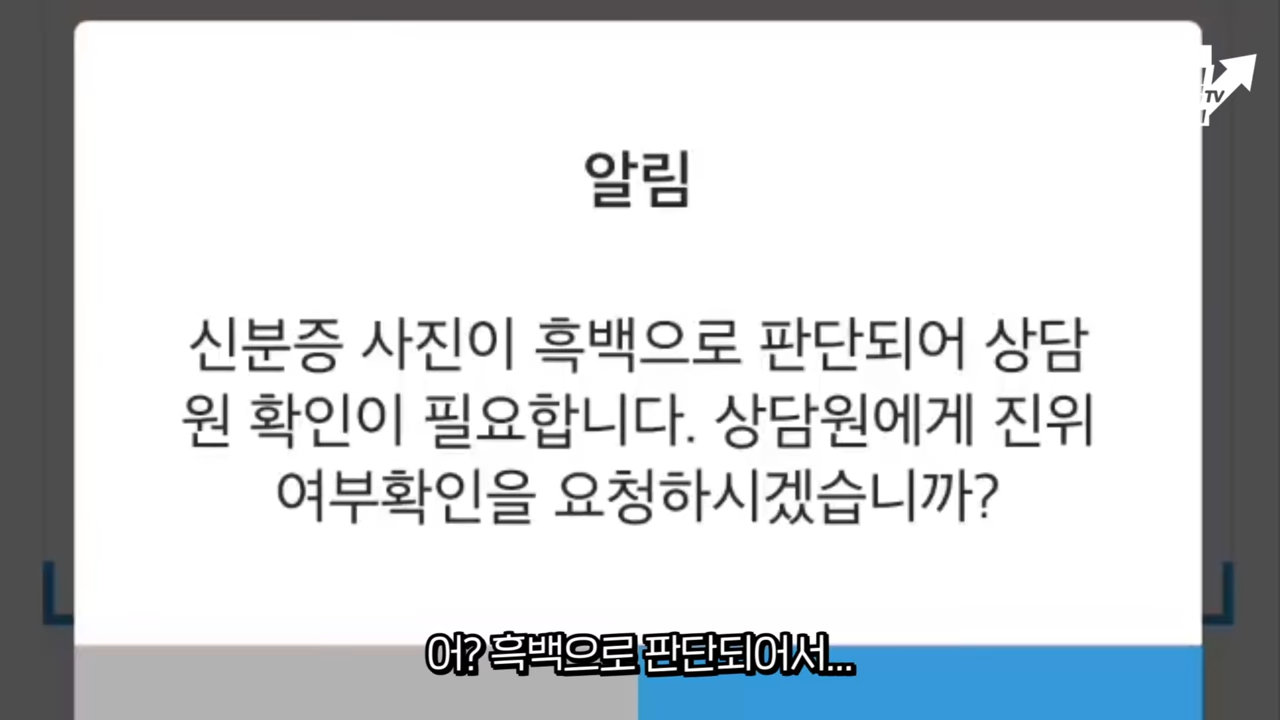 TV
알림
신분증 사진이 흑백으로 판단되어 상담
원 확인이 필요합니다. 상담원에게 진위
여부확인을 요청하시겠습니까?
어? 흑백으로 판단되어서...